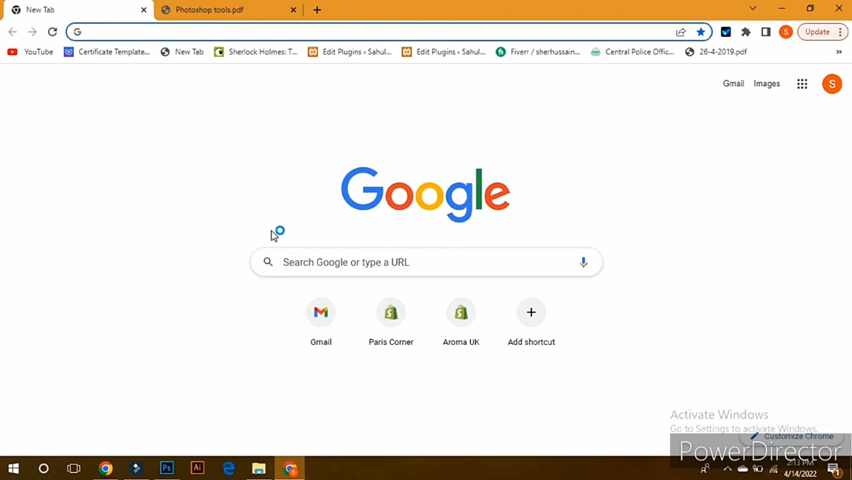 New Tab
Photoshop tools.pdf
Update
YouTube
Certificate Template...
New Tab
Sherlock Holmes: T...
Edit Plugins ‹ Sahul...
Edit Plugins ‹ Sahul...
Fiverr / sherhussain...
Central Police Offic...
26-4-2019.pdf
Gmail
Images
S
Google
Search Google or type a URL
Gmail
Paris Corner
Aroma UK
Add shortcut
Activate Windows
Go to Settings to activate Windows.
Customize Chrome
PowerDirector
2:13 PM
4/14/2022